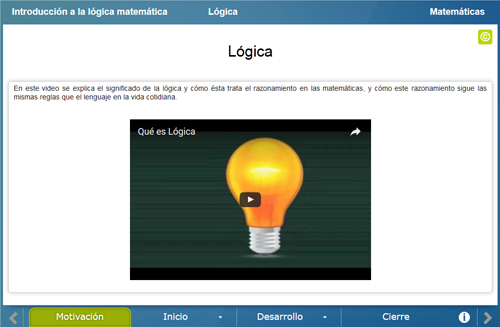 Introducción a la lógica matemática Lógica Matemáticas
©
Lógica
En este video se explica el significado de la lógica y cómo ésta trata el razonamiento en las matemáticas, y cómo este razonamiento sigue las
mismas reglas que el lenguaje en la vida cotidiana.
Qué es Lógica
Motivación Inicio Desarrollo Cierre i